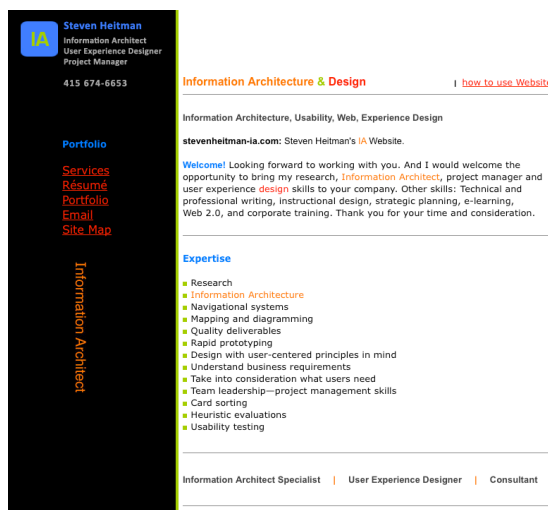 IA
Steven Heitman
Information Architect
User Experience Designer
Project Manager
415 674-6653
Portfolio
Services
Résumé
Portfolio
Email
Site Map
Information Architect
Information Architecture & Design
| how to use Website
Information Architecture, Usability, Web, Experience Design
stevenheitman-ia.com: Steven Heitman's IA Website.
Welcome! Looking forward to working with you. And I would welcome the
opportunity to bring my research, Information Architect, project manager and
user experience design skills to your company. Other skills: Technical and
professional writing, instructional design, strategic planning, e-learning,
Web 2.0, and corporate training. Thank you for your time and consideration.
Expertise
Research
Information Architecture
Navigational systems
Mapping and diagramming
Quality deliverables
Rapid prototyping
Design with user-centered principles in mind
Understand business requirements
Take into consideration what users need
Team leadership—project management skills
Card sorting
Heuristic evaluations
Usability testing
Information Architect Specialist | User Experience Designer | Consultant